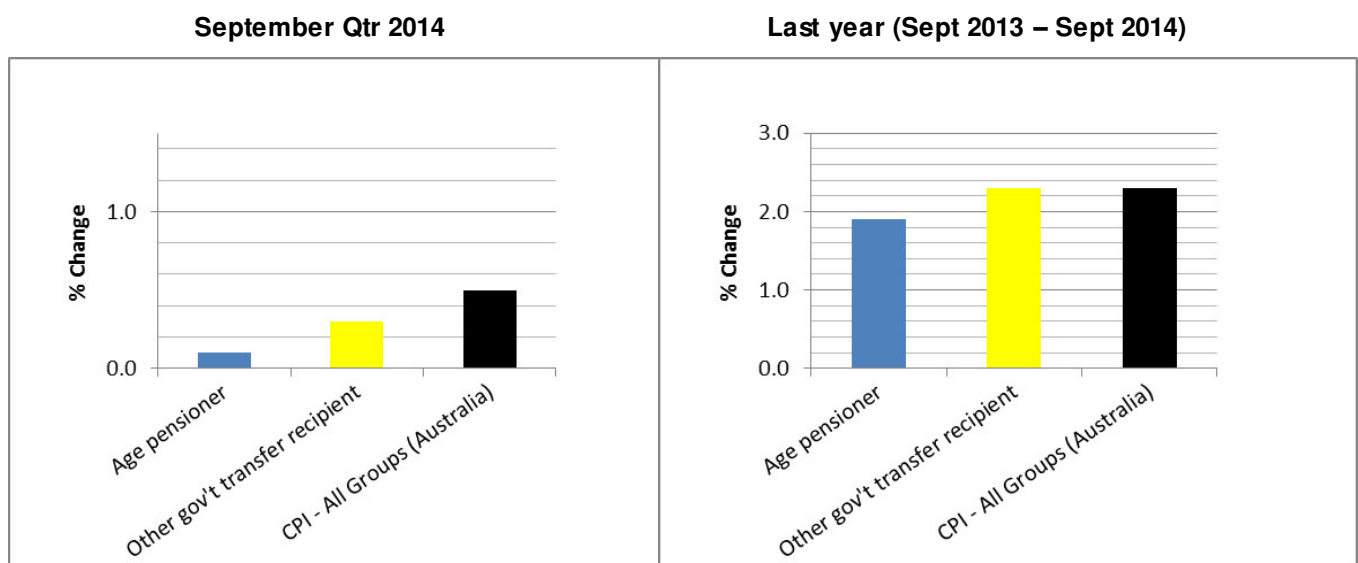 September Qtr 2014
Last year (Sept 2013 – Sept 2014)
% Change
1.0
0.0
Age pensioner
Other gov't transfer recipient
CPI - All Groups (Australia)
% Change
3.0
2.0
1.0
0.0
Age pensioner
Other gov't transfer recipient
CPI - All Groups (Australia)